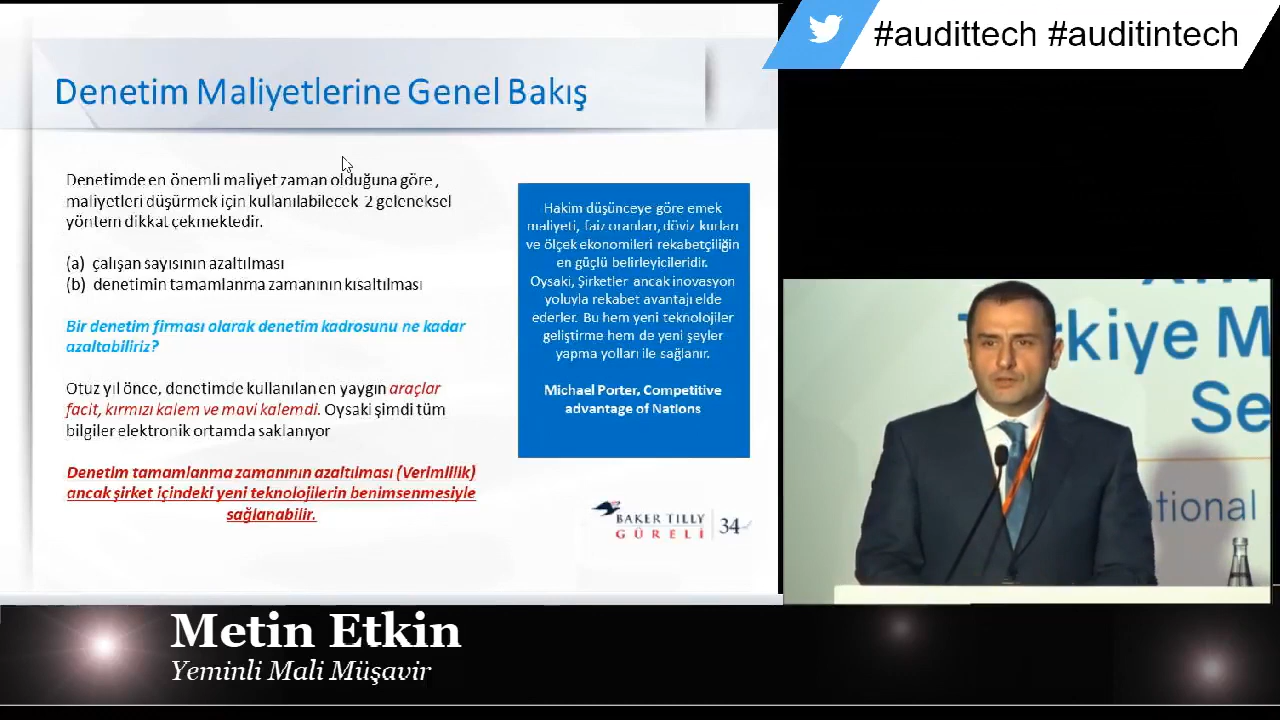 #audittech #auditintech
Denetim Maliyetlerine Genel Bakış
Denetimde en önemli maliyet zaman olduğuna göre,
maliyetleri düşürmek için kullanılabilecek 2 geleneksel
yöntem dikkat çekmektedir.
(a) çalışan sayısının azaltılması
(b) denetimin tamamlanma zamanının kısaltılması
Bir denetim firması olarak denetim kadrosunu ne kadar
azaltabiliriz?
Otuz yıl önce, denetimde kullanılan en yaygın araçlar
facit, kırmızı kalem ve mavi kalemdi. Oysaki şimdi tüm
bilgiler elektronik ortamda saklanıyor
Denetim tamamlanma zamanının azaltılması (Verimlilik)
ancak şirket içindeki yeni teknolojilerin benimsenmesiyle
sağlanabilir.
Hakim düşünceye göre emek
maliyeti, faiz oranları, döviz kurları
ve ölçek ekonomileri rekabetçiliğin
en güçlü belirleyicileridir.
Oysaki, Şirketler ancak inovasyon
yoluyla rekabet avantajı elde
ederler. Bu hem yeni teknolojiler
geliştirme hem de yeni şeyler
yapma yolları ile sağlanır.
Michael Porter, Competitive
advantage of Nations
BAKER TILLY
GÜRELİ
34
kiye M
Se
tional
Metin Etkin
Yeminli Mali Müşavir